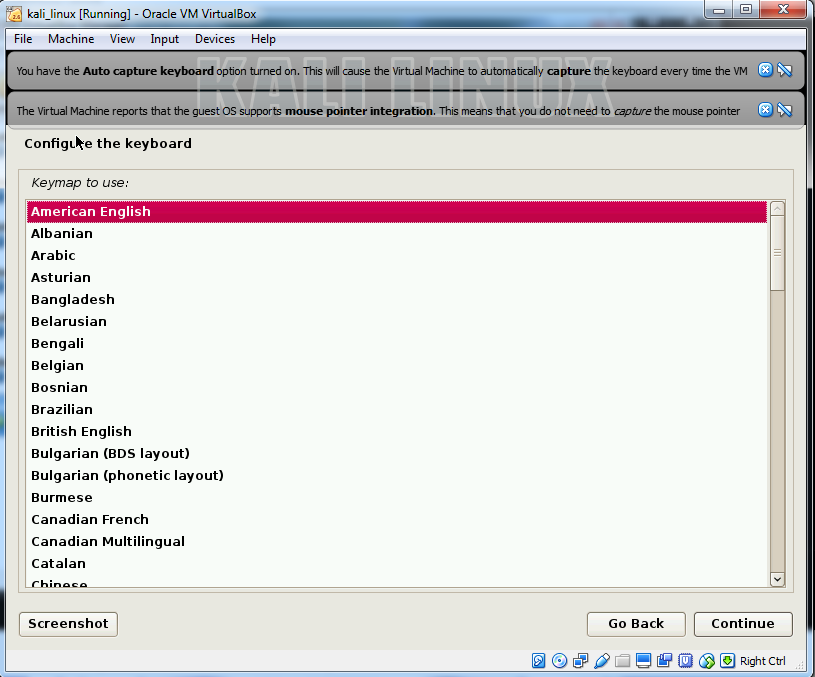 kali_linux [Running] - Oracle VM VirtualBox
File Machine View Input Devices Help
KALI LINUX
You have the Auto capture keyboard option turned on. This will cause the Virtual Machine to automatically capture the keyboard every time the VM
The Virtual Machine reports that the guest OS supports mouse pointer integration. This means that you do not need to capture the mouse pointer
Configure the keyboard
Keymap to use:
American English
Albanian
Arabic
Asturian
Bangladesh
Belarusian
Bengali
Belgian
Bosnian
Brazilian
British English
Bulgarian (BDS layout)
Bulgarian (phonetic layout)
Burmese
Canadian French
Canadian Multilingual
Catalan
Chinese
Screenshot Go Back Continue
Right Ctrl